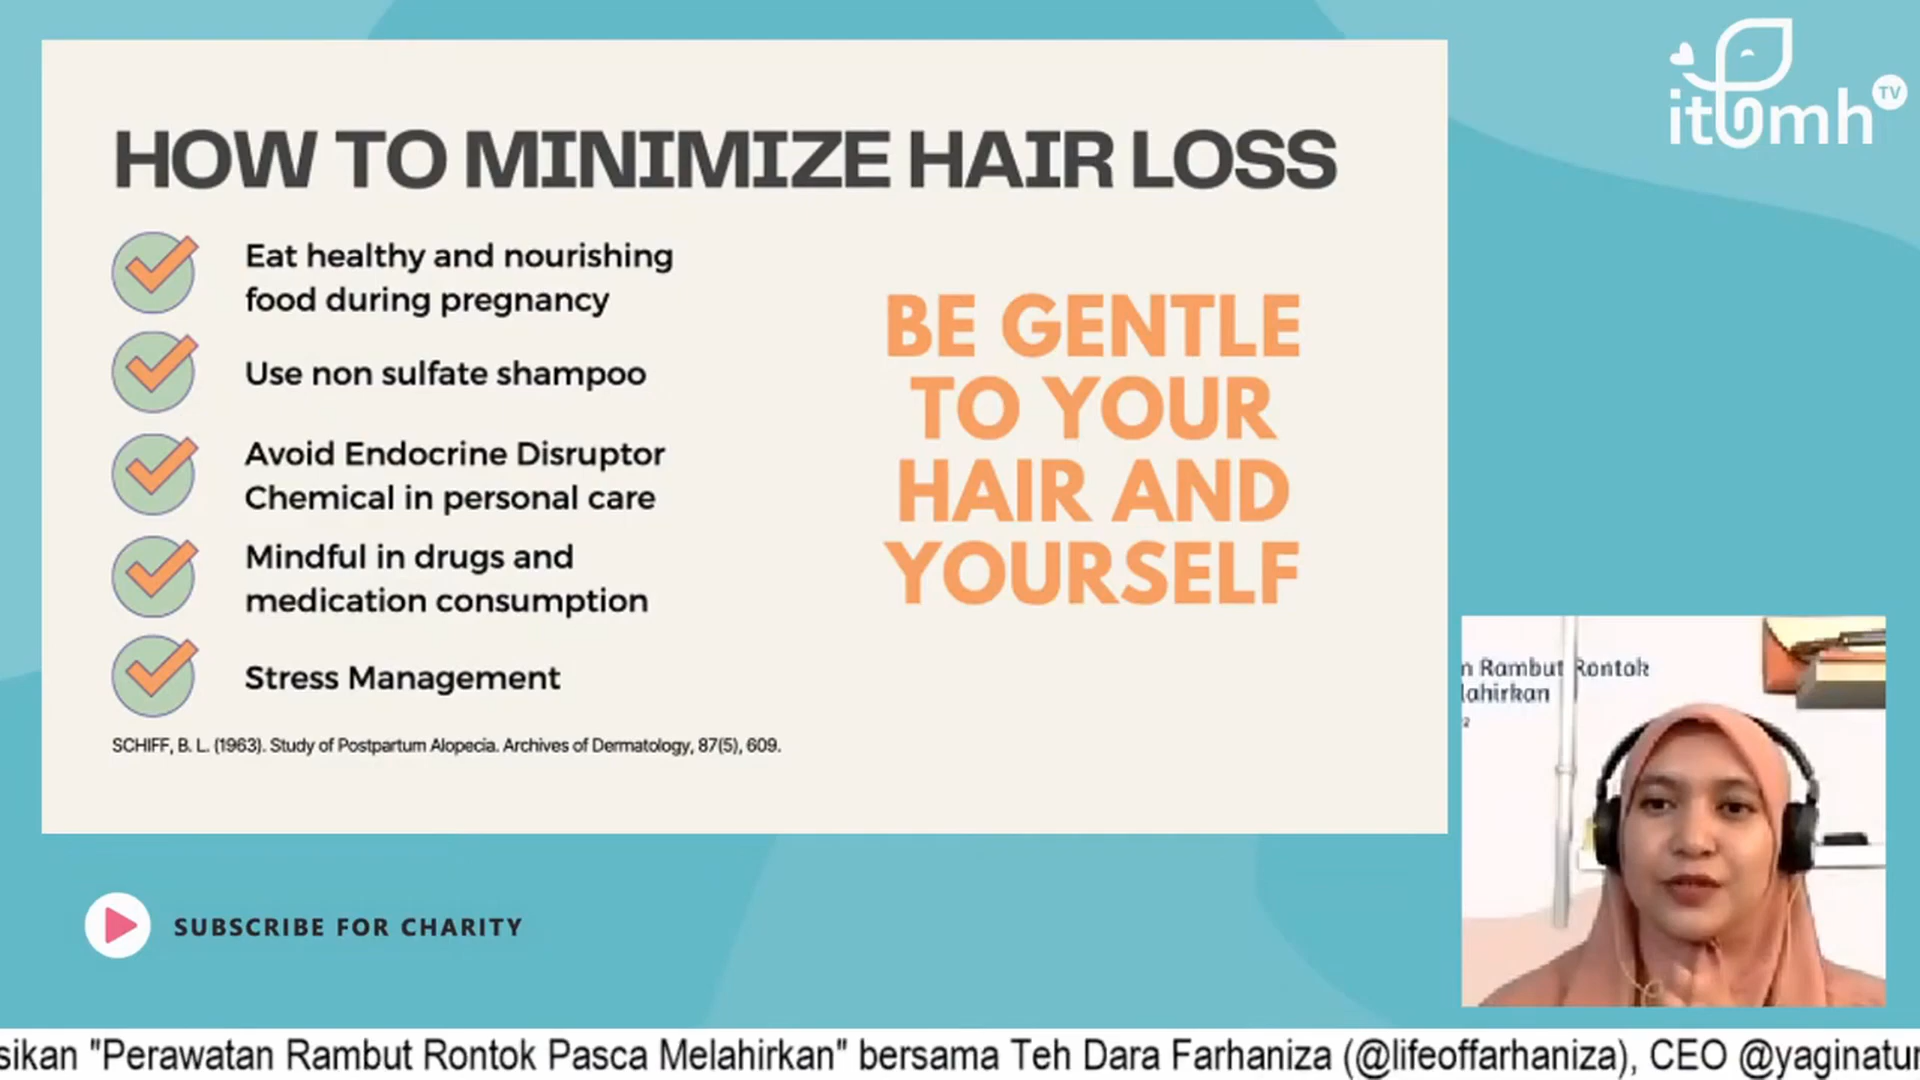 itbmh TV
HOW TO MINIMIZE HAIR LOSS
Eat healthy and nourishing
food during pregnancy
Use non sulfate shampoo
Avoid Endocrine Disruptor
Chemical in personal care
Mindful in drugs and
medication consumption
Stress Management
BE GENTLE
TO YOUR
HAIR AND
YOURSELF
SCHIFF, B. L. (1963). Study of Postpartum Alopecia. Archives of Dermatology, 87(5), 609.
n Rambut Rontok
lahirkan
SUBSCRIBE FOR CHARITY
sikan "Perawatan Rambut Rontok Pasca Melahirkan" bersama Teh Dara Farhaniza (@lifeoffarhaniza), CEO @yaginatur